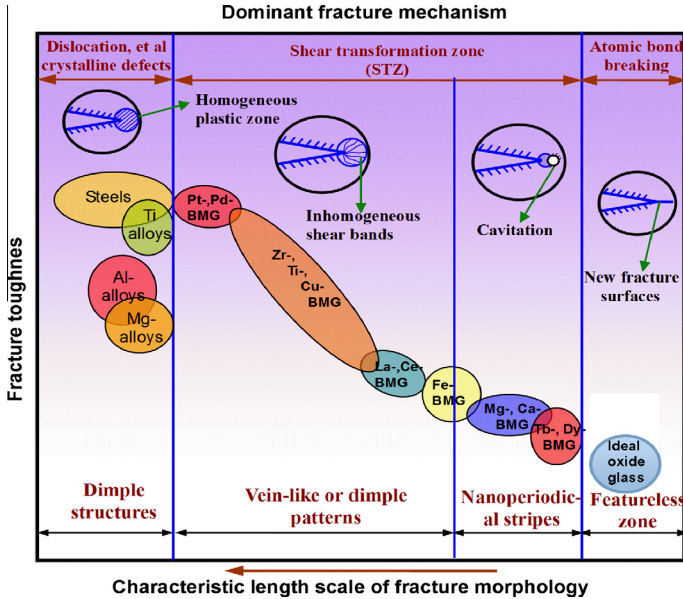 Dominant fracture mechanism
Dislocation, et al
crystalline defects
Shear transformation zone
(STZ)
Atomic bond
breaking
Homogeneous
plastic zone
Inhomogeneous
shear bands
Cavitation
New fracture
surfaces
Steels
Ti
alloys
Al-
alloys
Mg-
alloys
Pt-,Pd-
BMG
Zr-,
Ti-,
Cu-
BMG
La-,Ce-
BMG
Fe-
BMG
Mg-, Ca-
BMG
Tb-, Dy-
BMG
Ideal
oxide
glass
Fracture toughnes
Dimple
structures
Vein-like or dimple
patterns
Nanoperiodic-
al stripes
Featureless
zone
Characteristic length scale of fracture morphology